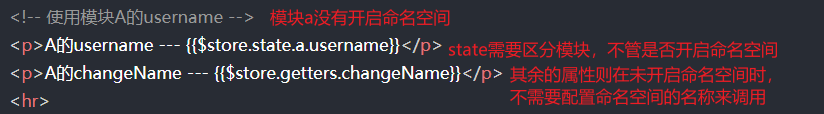 <!-- 使用模块A的username --> 模块a没有开启命名空间
<p>A的username --- {{$store.state.a.username}}</p> state需要区分模块，不管是否开启命名空间
<p>A的changeName --- {{$store.getters.changeName}}</p> 其余的属性则在未开启命名空间时，
<hr> 不需要配置命名空间的名称来调用